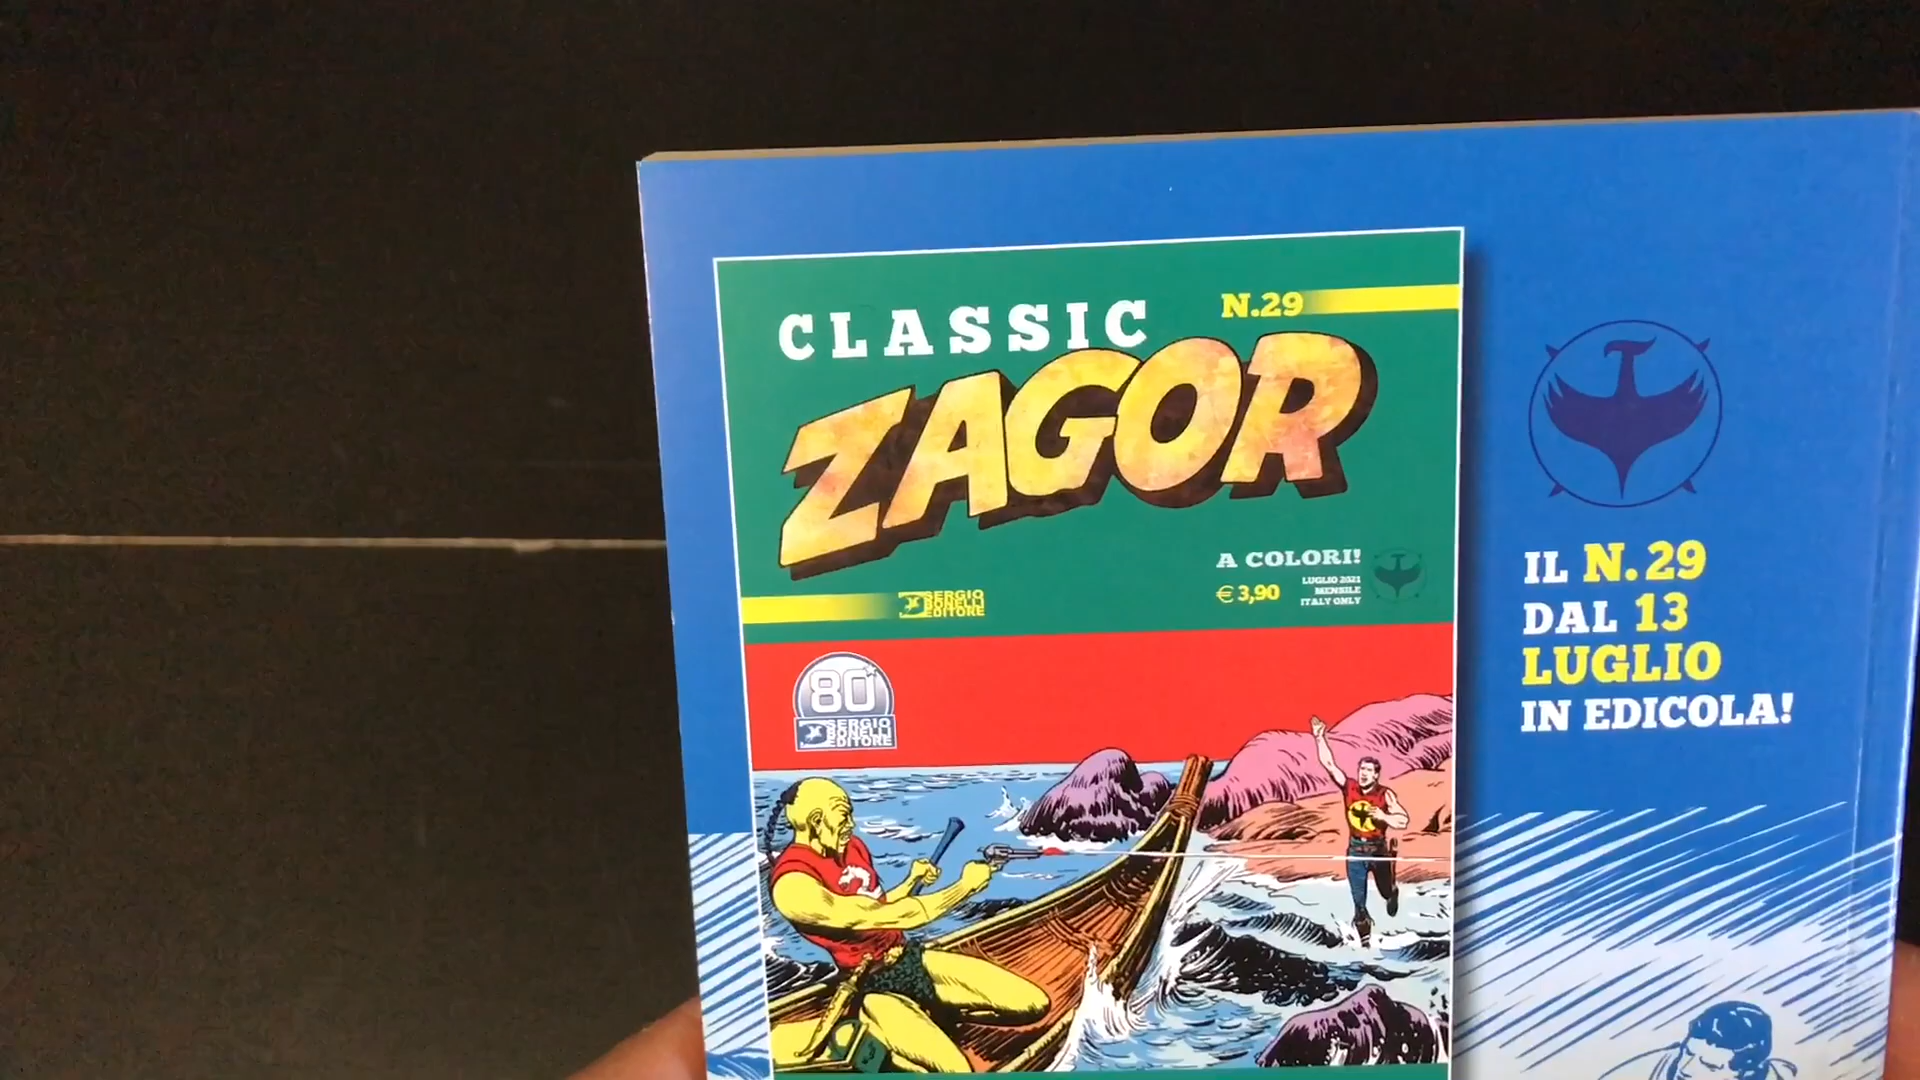 CLASSIC
N.29
ZAGOR
A COLORI!
€ 3,90
LUGLIO 2021
MENSILE
ITALY ONLY
SERGIO
BONELLI
EDITORE
80
SERGIO
BONELLI
EDITORE
IL N. 29
DAL 13
LUGLIO
IN EDICOLA!